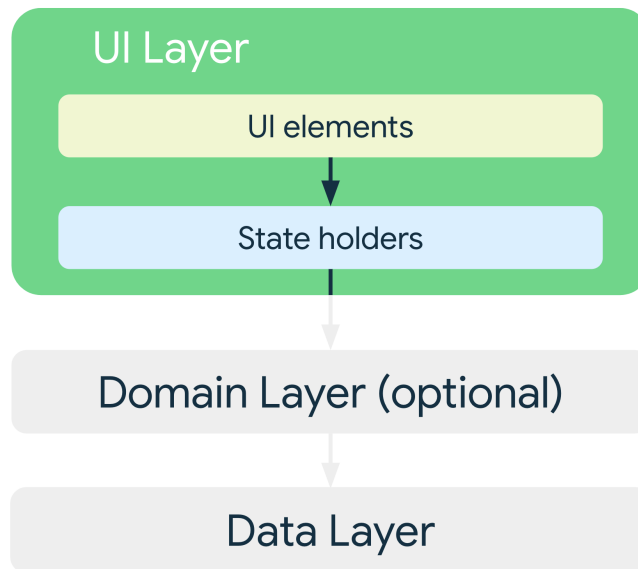 UI Layer
UI elements
State holders
Domain Layer (optional)
Data Layer